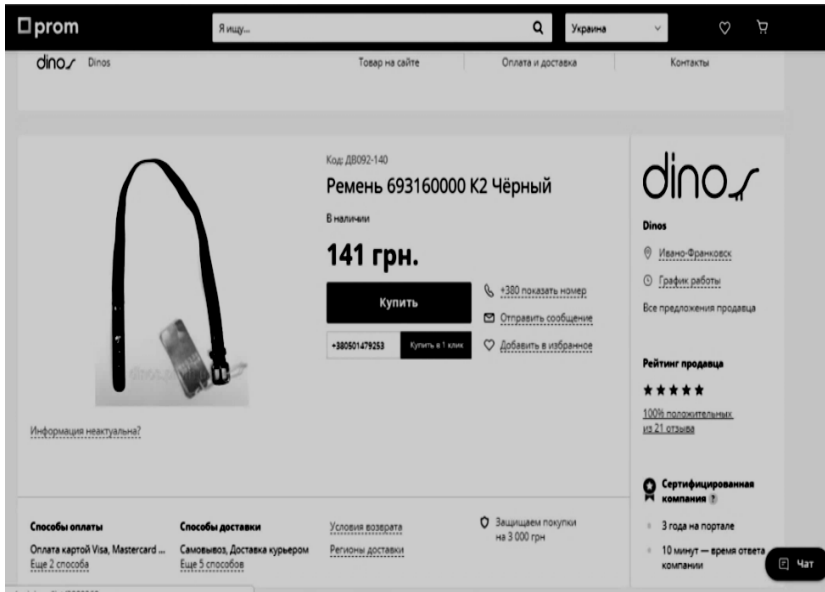 prom
Я ищу...
Украина
dinos
Dinos
Товар на сайте
Оплата и доставка
Контакты
Код: ДВ092-140
Ремень 693160000 К2 Чёрный
В наличии
141 грн.
Купить
+380501479253
Купить в 1 клик
+380 показать номер
Отправить сообщение
Добавить в избранное
dinos
Информация неактуальна?
dinos
Dinos
Ивано-Франковск
График работы
Все предложения продавца
Рейтинг продавца
100% положительных
из 21 отзыва
Сертифицированная
компания ?
3 года на портале
10 минут — время ответа
компании
Способы оплаты
Оплата картой Visa, Mastercard ...
Еще 2 способа
Способы доставки
Самовывоз, Доставка курьером
Еще 5 способов
Условия возврата
Регионы доставки
Защищаем покупки
на 3 000 грн
Чат